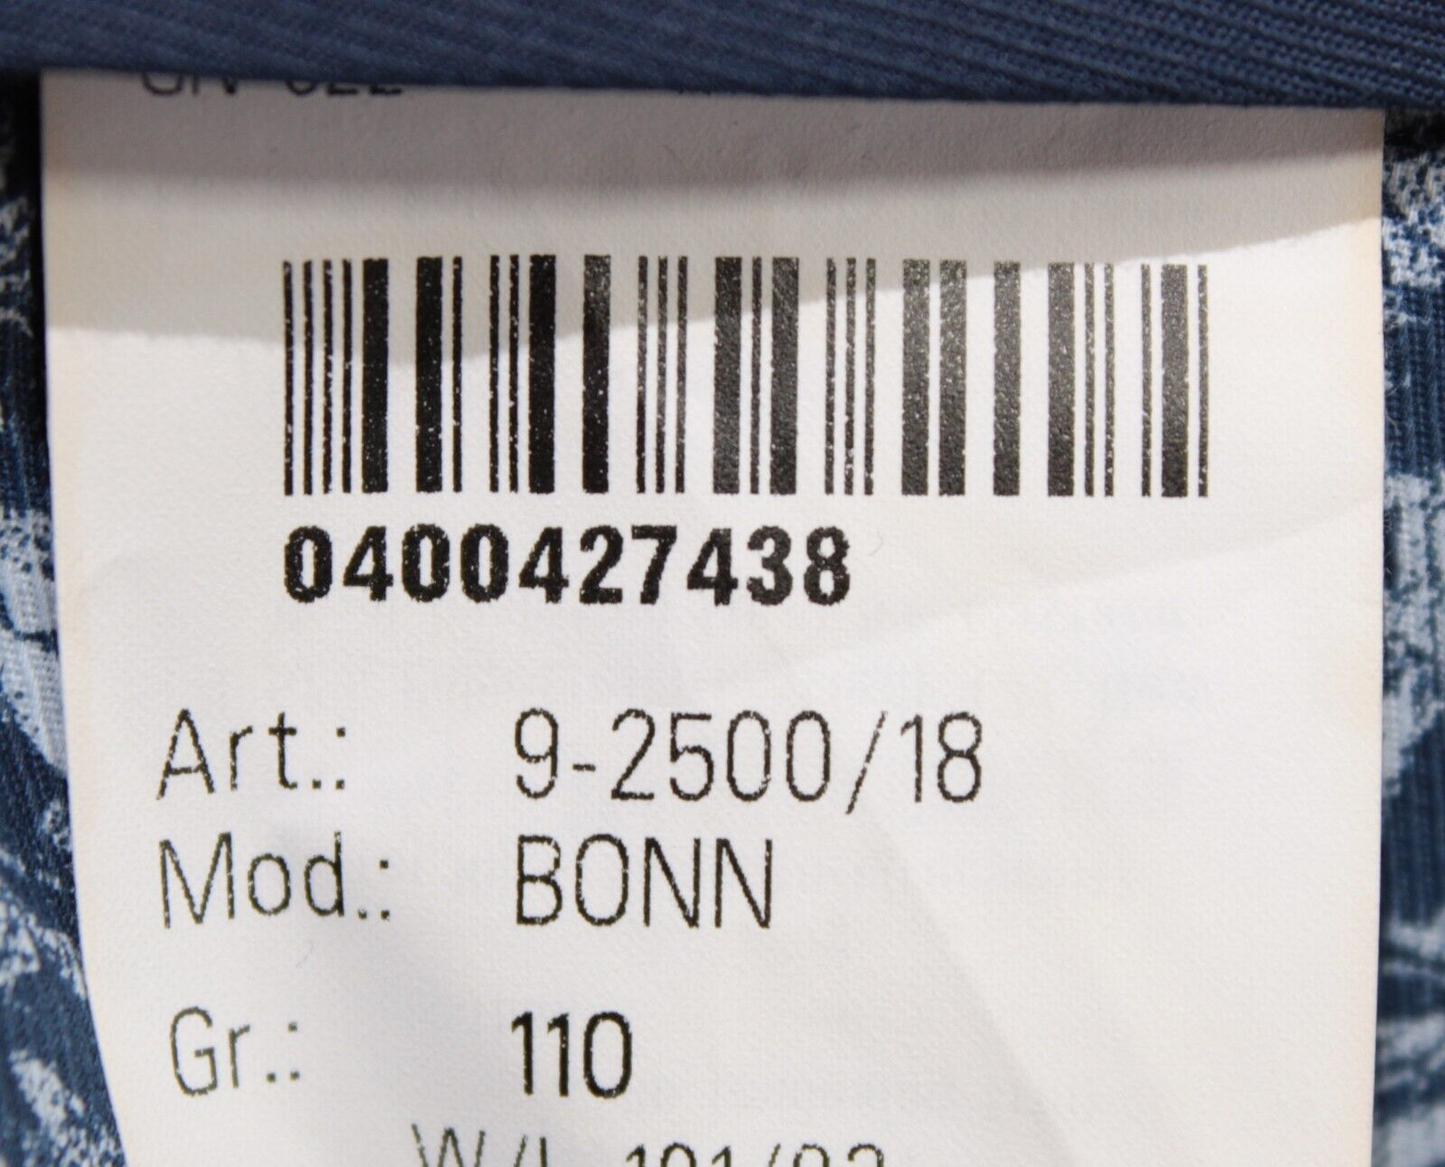 0400427438
Art.: 9-2500/18
Mod.: BONN
Gr.: 110